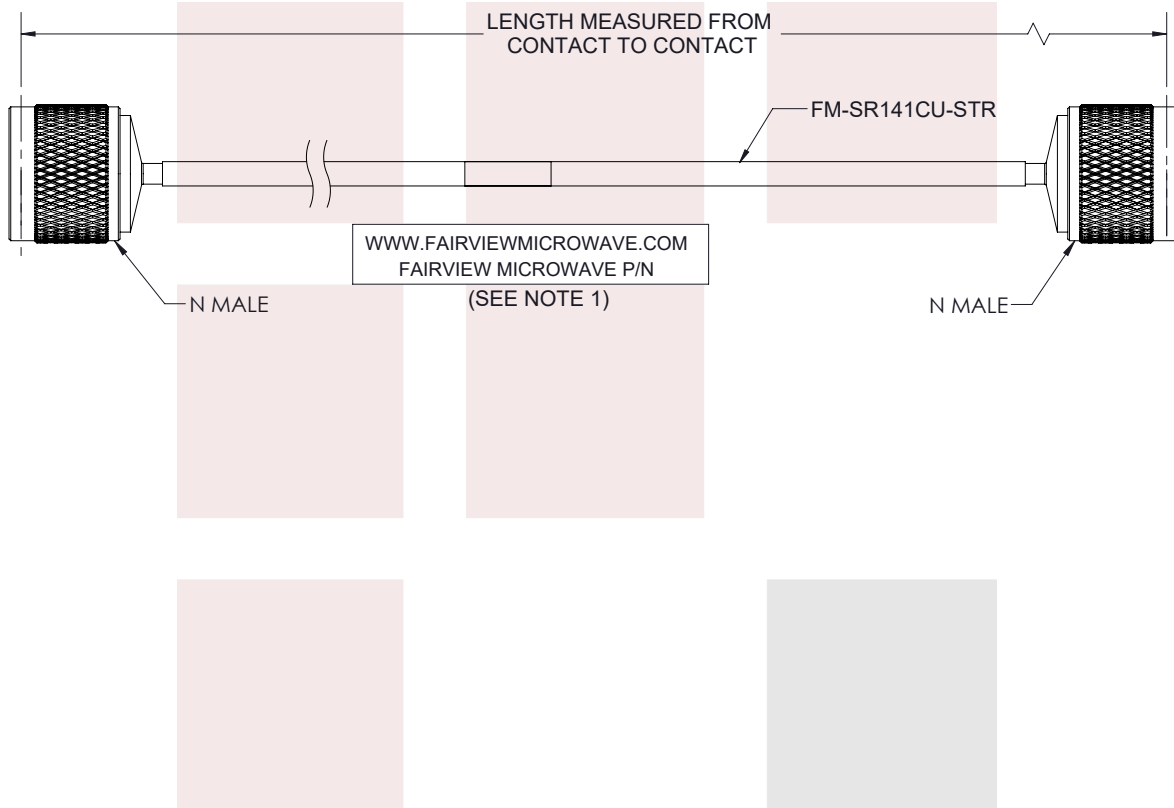 LENGTH MEASURED FROM
CONTACT TO CONTACT
FM-SR141CU-STR
WWW.FAIRVIEWMICROWAVE.COM
FAIRVIEW MICROWAVE P/N
(SEE NOTE 1)
N MALE
N MALE